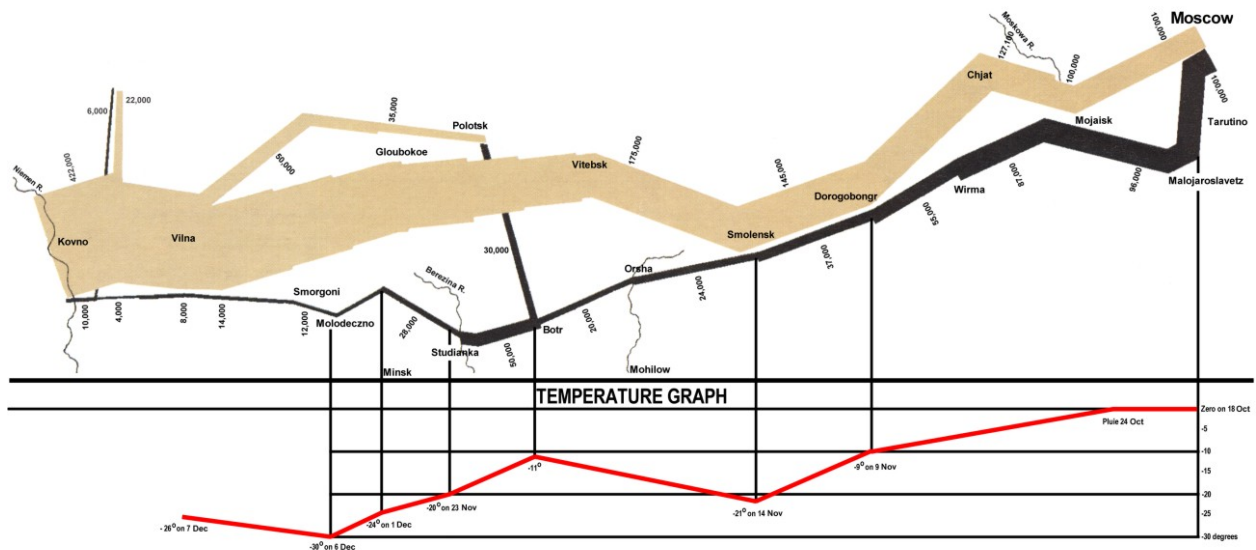 Moscow
100,000
Moskowa R.
127,100
100,000
Chjat
100,000
Mojaisk
Tarutino
6,000
22,000
35,000
Polotsk
Gloubokoe
50,000
Niemen R.
422,000
Vitebsk
175,000
145,000
Dorogobongr
Wirma
87,000
96,000
Malojaroslavetz
55,000
Kovno
Vilna
Smolensk
30,000
37,000
Berezina R.
Orsha
24,000
Smorgoni
10,000
4,000
8,000
14,000
12,000
Molodeczno
28,000
Studianka
50,000
Botr
20,000
Minsk
Mohilow
TEMPERATURE GRAPH
Zero on 18 Oct
Pluie 24 Oct
-5
-10
-9° on 9 Nov
-11°
-15
-20
-20° on 23 Nov
-21° on 14 Nov
-24° on 1 Dec
-25
- 26° on 7 Dec
-30° on 6 Dec
-30 degrees